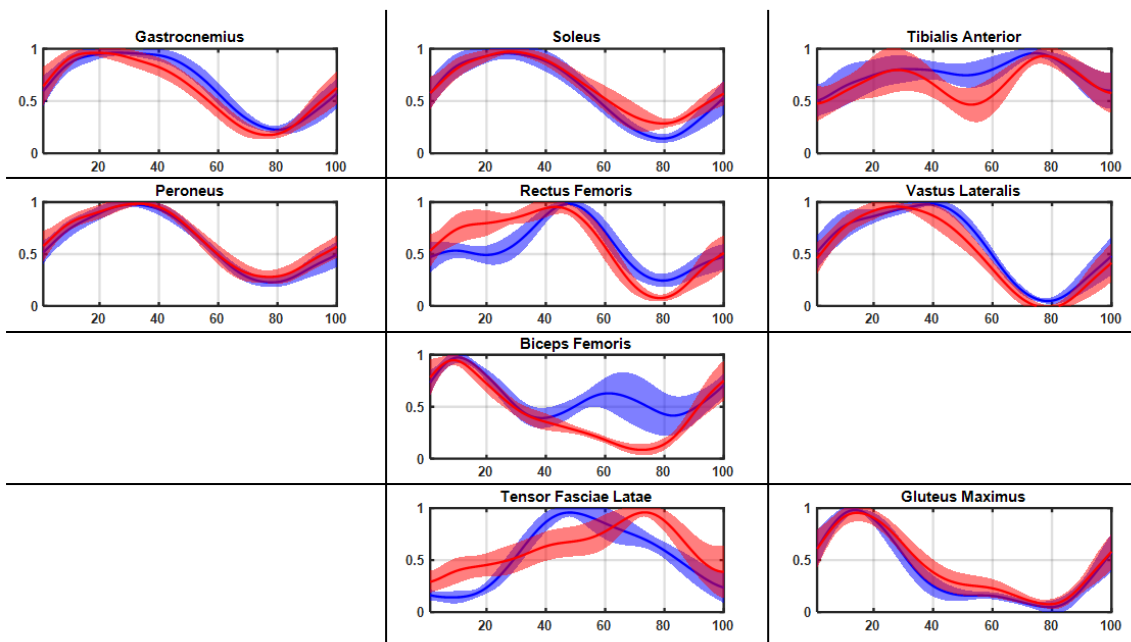 Gastrocnemius
1
0.5
0
20 40 60 80 100
Soleus
1
0.5
0
20 40 60 80 100
Tibialis Anterior
1
0.5
0
20 40 60 80 100
Peroneus
1
0.5
0
20 40 60 80 100
Rectus Femoris
1
0.5
0
20 40 60 80 100
Vastus Lateralis
1
0.5
0
20 40 60 80 100
Biceps Femoris
1
0.5
0
20 40 60 80 100
Tensor Fasciae Latae
1
0.5
0
20 40 60 80 100
Gluteus Maximus
1
0.5
0
20 40 60 80 100